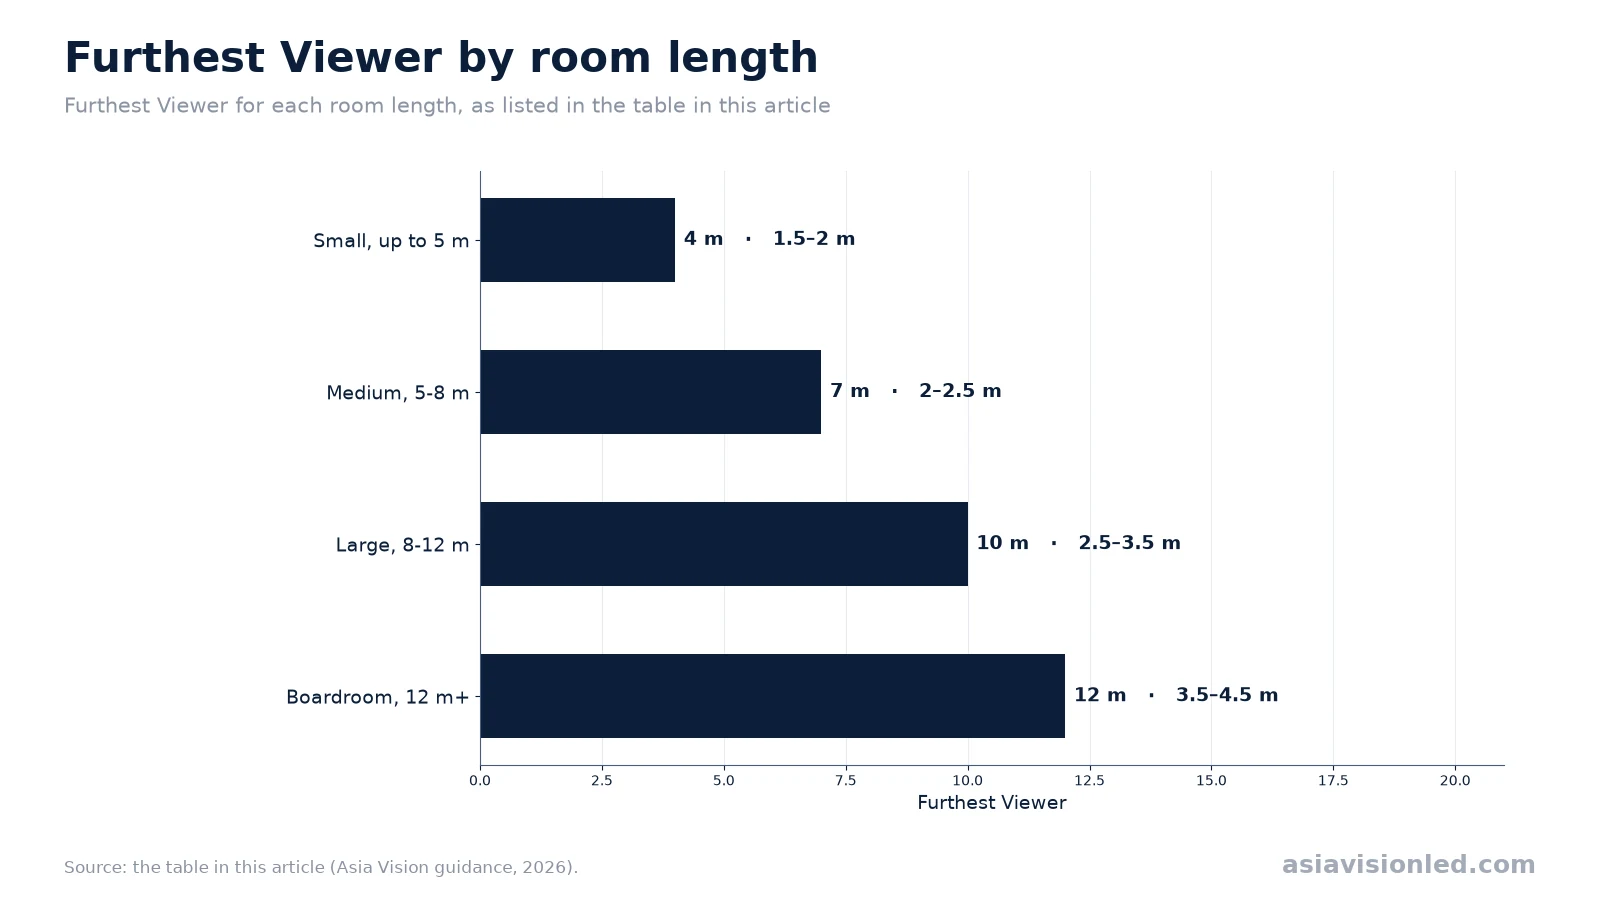 Furthest Viewer by room length
Furthest Viewer for each room length, as listed in the table in this article
Small, up to 5 m
4 m · 1.5–2 m
Medium, 5-8 m
7 m · 2–2.5 m
Large, 8-12 m
10 m · 2.5–3.5 m
Boardroom, 12 m+
12 m · 3.5–4.5 m
0.0 2.5 5.0 7.5 10.0 12.5 15.0 17.5 20.0
Furthest Viewer
Source: the table in this article (Asia Vision guidance, 2026).
asiavisionled.com